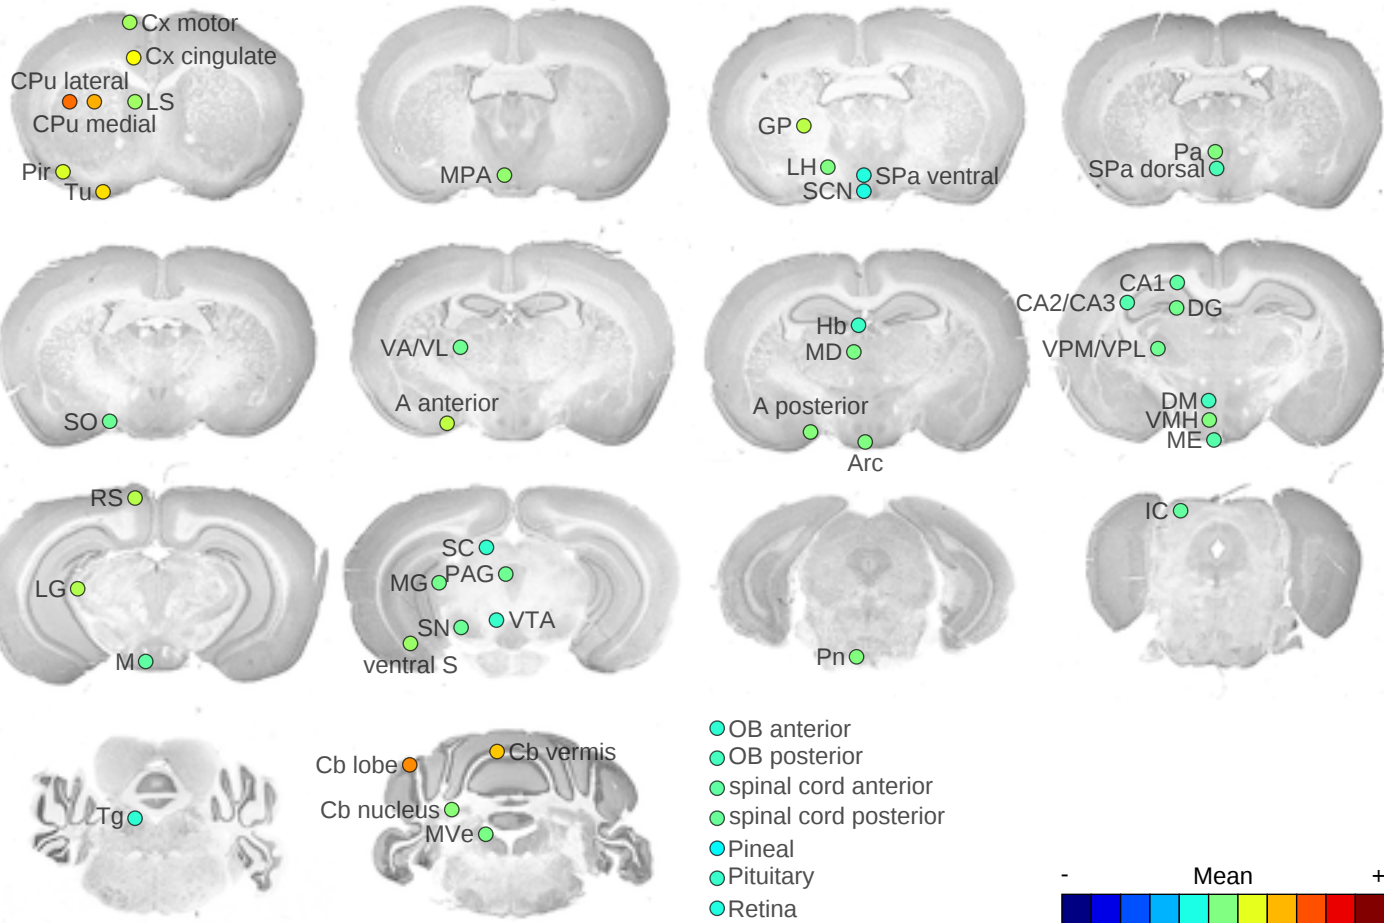 Cx motor
Cx cingulate
CPu lateral
LS
CPu medial
Pir
Tu
MPA
GP
LH
SPa ventral
SCN
Pa
SPa dorsal
SO
VA/VL
A anterior
Hb
MD
A posterior
Arc
CA1
CA2/CA3
DG
VPM/VPL
DM
VMH
ME
RS
LG
M
SC
MG
PAG
SN
VTA
ventral S
Pn
IC
Tg
Cb lobe
Cb vermis
Cb nucleus
MVe
OB anterior
OB posterior
spinal cord anterior
spinal cord posterior
Pineal
Pituitary
Retina
- Mean +